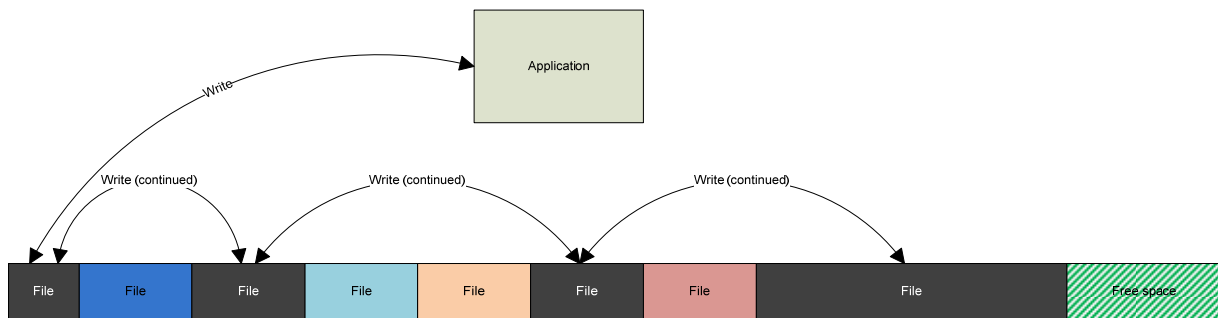 Application
Write
Write (continued)
Write (continued)
Write (continued)
File
File
File
File
File
File
File
File
Free space